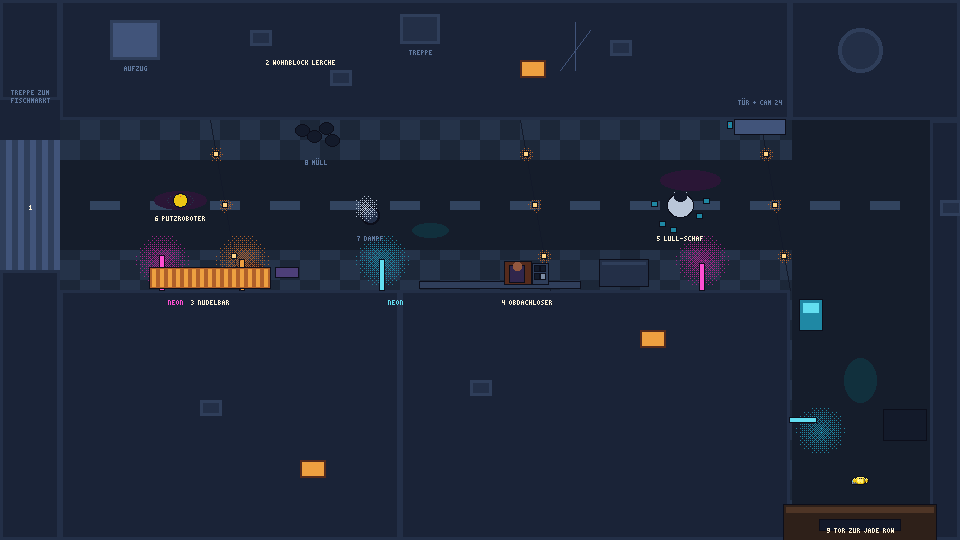 TREPPE
2 WOHNBLOCK LERCHE
AUFZUG
TREPPE ZUM
FISCHMARKT
TÜR + CAM 24
8 MÜLL
1
6 PUTZROBOTER
7 DAMPF
5 LULL-SCHAF
NEON
3 NUDELBAR
NEON
4 OBDACHLOSER
9 TOR ZUR JADE ROW